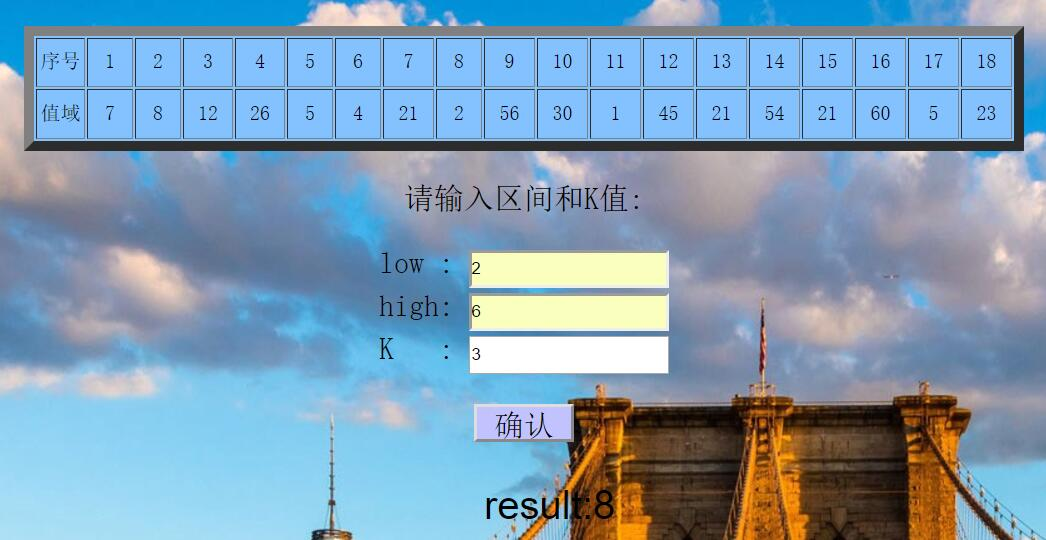 序号 1 2 3 4 5 6 7 8 9 10 11 12 13 14 15 16 17 18
值域 7 8 12 26 5 4 21 2 56 30 1 45 21 54 21 60 5 23
请输入区间和K值:
low : 2
high: 6
K : 3
确认
result:8